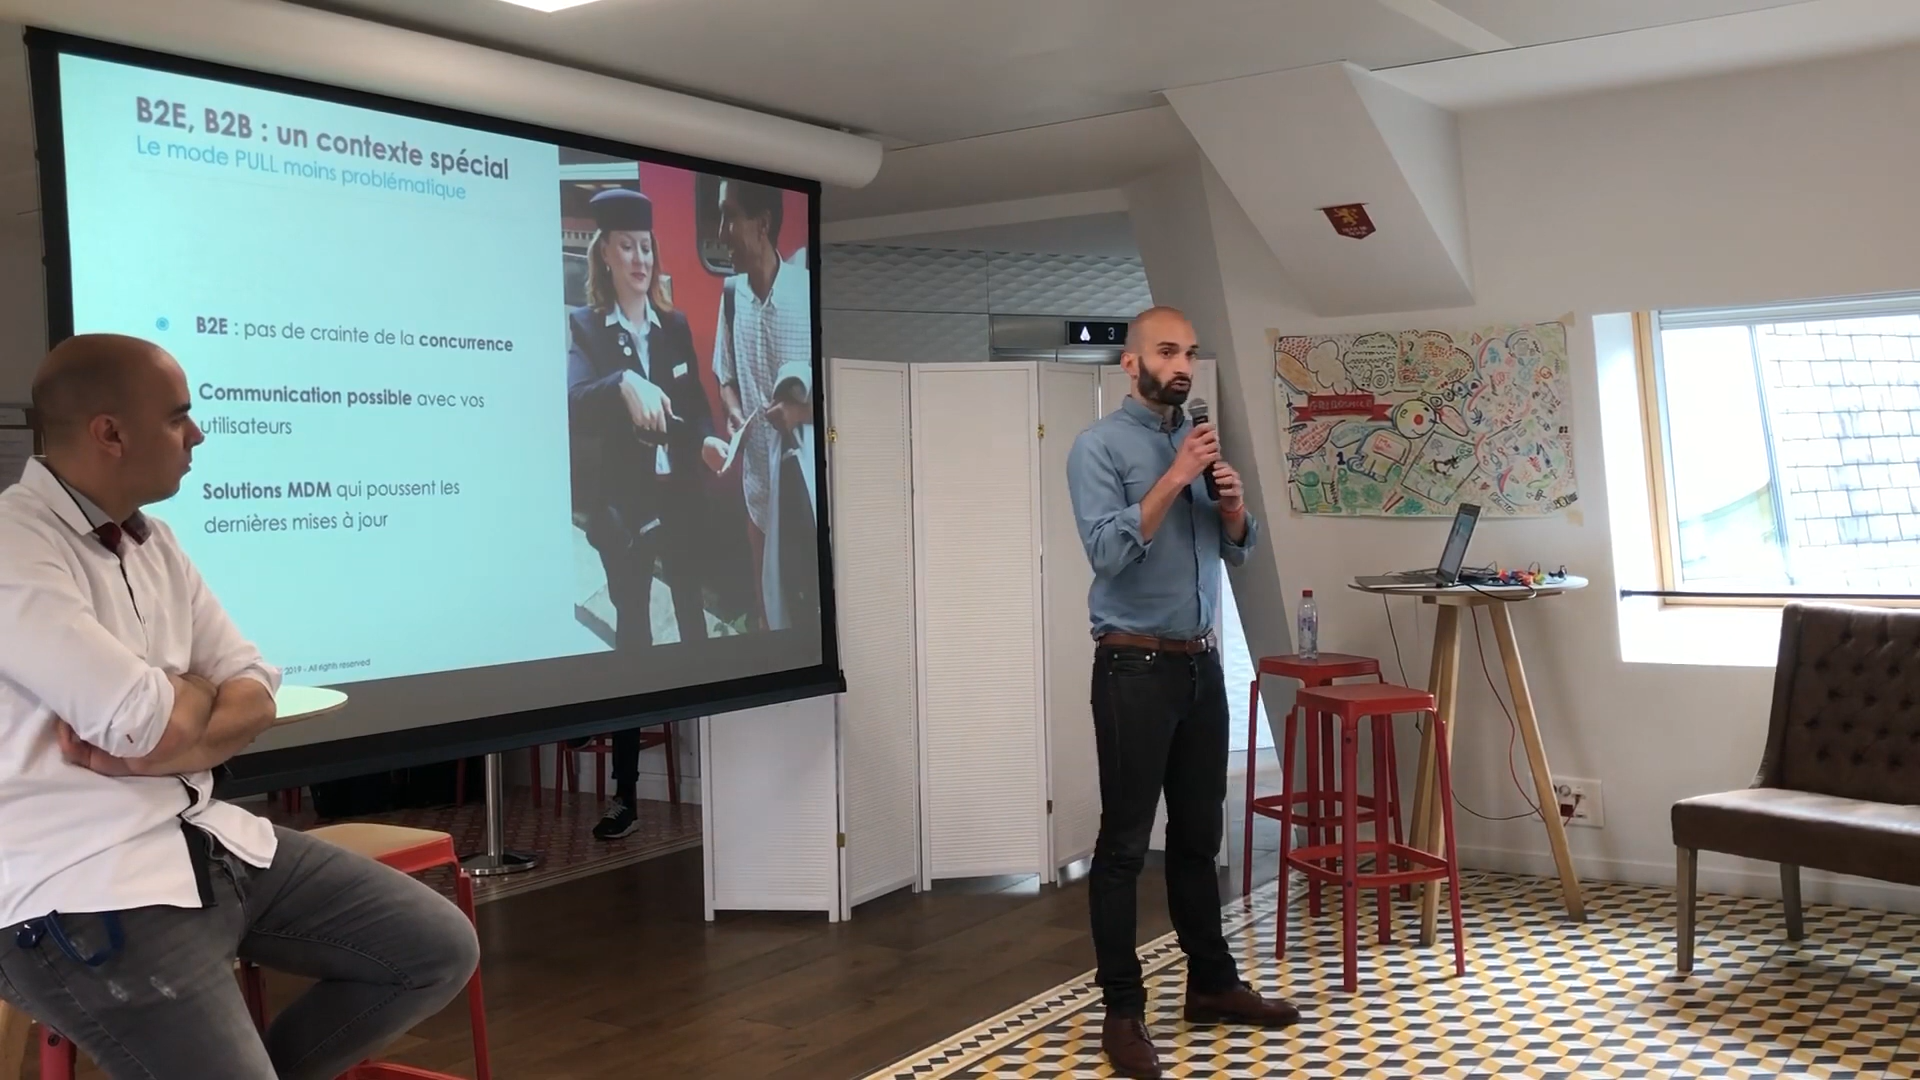 B2E, B2B : un contexte spécial
Le mode PULL moins problématique
B2E : pas de crainte de la concurrence
Communication possible avec vos
utilisateurs
Solutions MDM qui poussent les
dernières mises à jour
2019 - All rights reserved
3